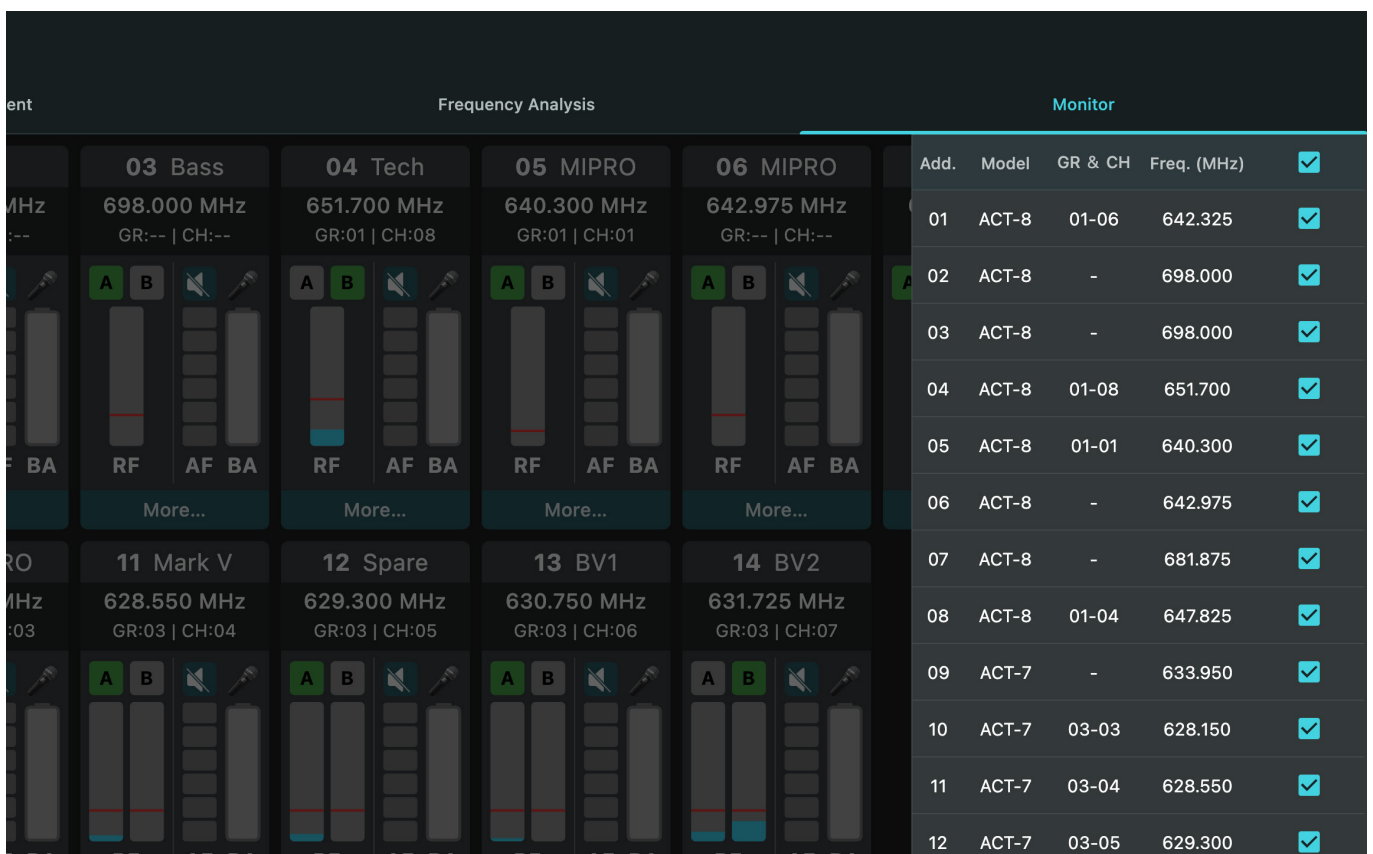 ent
Frequency Analysis
Monitor
03 Bass
04 Tech
05 MIPRO
06 MIPRO
MHz
698.000 MHz
651.700 MHz
640.300 MHz
642.975 MHz
:--
GR:-- | CH:--
GR:01 | CH:08
GR:01 | CH:01
GR:-- | CH:--
A B
A B
A B
A B
A
BA
RF AF BA
RF AF BA
RF AF BA
RF AF BA
More...
More...
More...
More...
RO
11 Mark V
12 Spare
13 BV1
14 BV2
MHz
628.550 MHz
629.300 MHz
630.750 MHz
631.725 MHz
:03
GR:03 | CH:04
GR:03 | CH:05
GR:03 | CH:06
GR:03 | CH:07
A B
A B
A B
A B
Add. Model GR & CH Freq. (MHz)
01 ACT-8 01-06 642.325
02 ACT-8 - 698.000
03 ACT-8 - 698.000
04 ACT-8 01-08 651.700
05 ACT-8 01-01 640.300
06 ACT-8 - 642.975
07 ACT-8 - 681.875
08 ACT-8 01-04 647.825
09 ACT-7 - 633.950
10 ACT-7 03-03 628.150
11 ACT-7 03-04 628.550
12 ACT-7 03-05 629.300